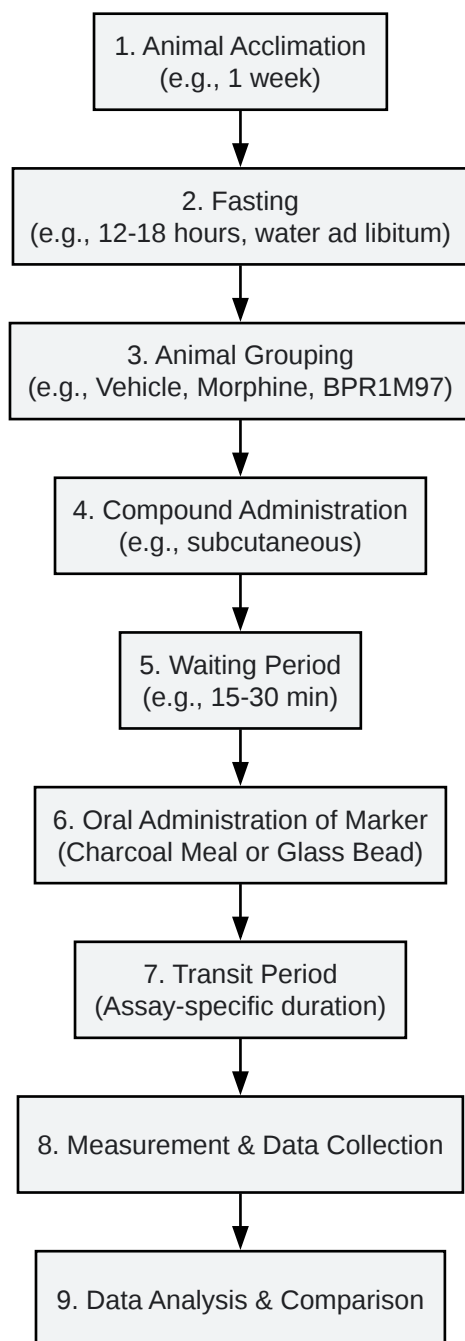 1. Animal Acclimation
(e.g., 1 week)
2. Fasting
(e.g., 12-18 hours, water ad libitum)
3. Animal Grouping
(e.g., Vehicle, Morphine, BPR1M97)
4. Compound Administration
(e.g., subcutaneous)
5. Waiting Period
(e.g., 15-30 min)
6. Oral Administration of Marker
(Charcoal Meal or Glass Bead)
7. Transit Period
(Assay-specific duration)
8. Measurement & Data Collection
9. Data Analysis & Comparison